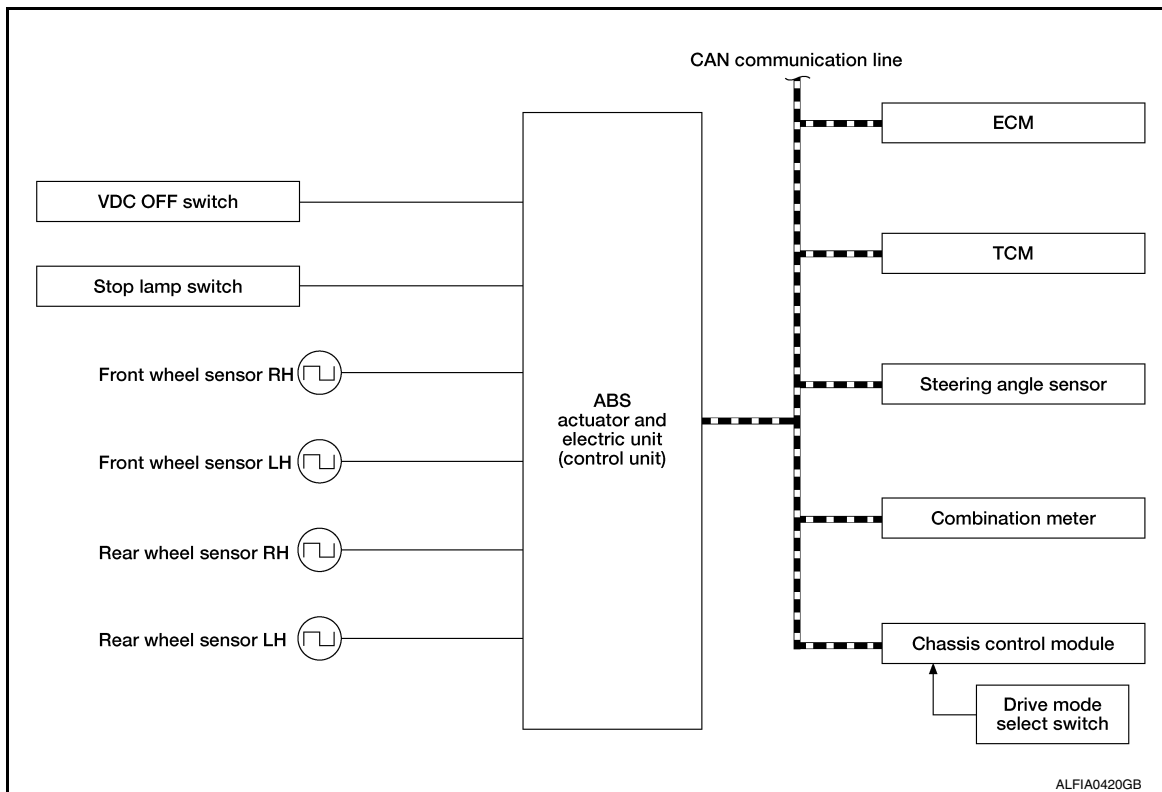 CAN communication line
ECM
VDC OFF switch
TCM
Stop lamp switch
Front wheel sensor RH
Steering angle sensor
ABS
actuator and
electric unit
(control unit)
Front wheel sensor LH
Combination meter
Rear wheel sensor RH
Rear wheel sensor LH
Chassis control module
Drive mode
select switch
ALFIA0420GB